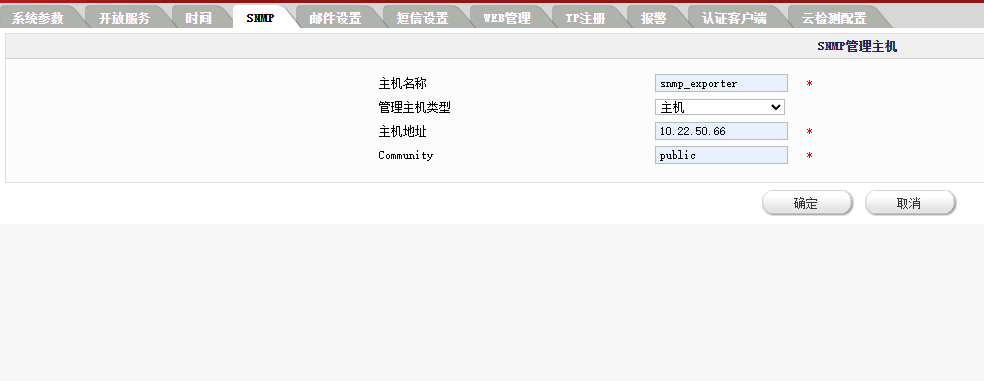 系统参数 开放服务 时间 SNMP 邮件设置 短信设置 WEB管理 TP注册 报警 认证客户端 云检测配置
SNMP管理主机
主机名称 snmp_exporter *
管理主机类型 主机
主机地址 10.22.50.66 *
Community public *
确定 取消